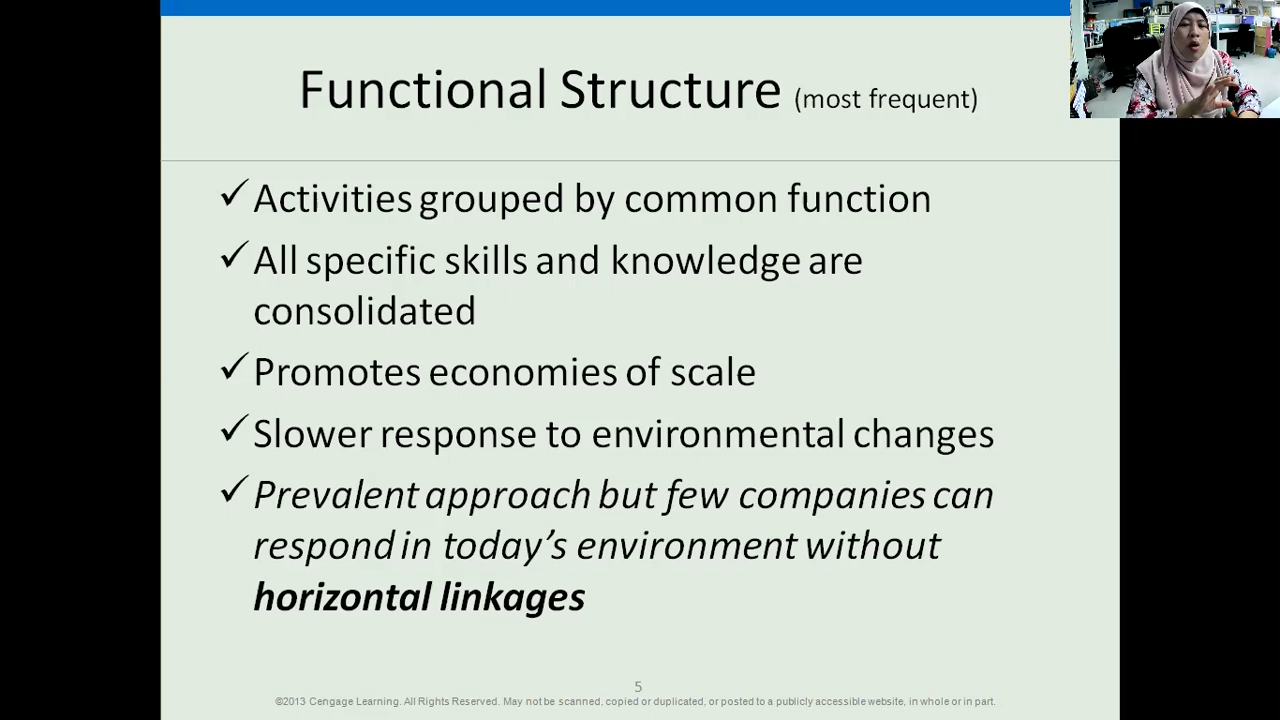 Functional Structure (most frequent)
✓Activities grouped by common function
✓All specific skills and knowledge are
consolidated
✓Promotes economies of scale
✓Slower response to environmental changes
✓Prevalent approach but few companies can
respond in today’s environment without
horizontal linkages
5
©2013 Cengage Learning. All Rights Reserved. May not be scanned, copied or duplicated, or posted to a publicly accessible website, in whole or in part.